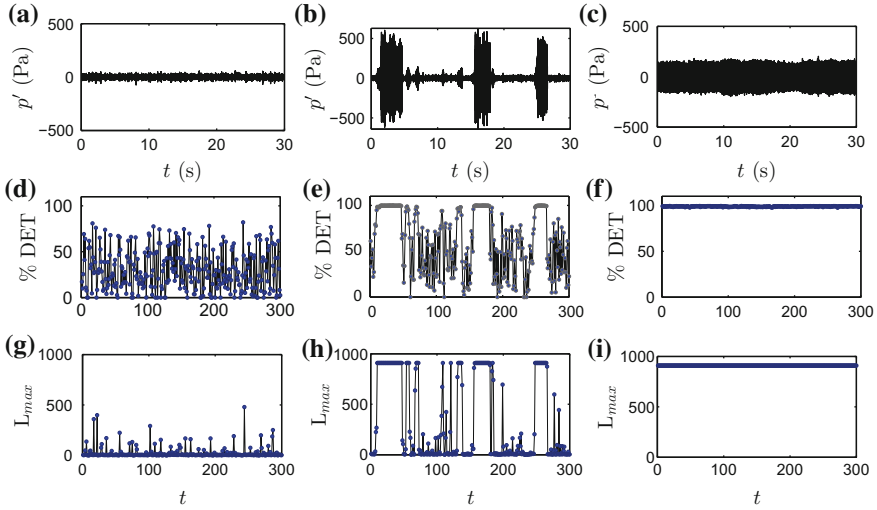 (a) (b) (c)
500 500 500
p′ (Pa) 0 p′ (Pa) 0 p′ (Pa) 0
−500 −500 −500
0 10 20 30 0 10 20 30 0 10 20 30
t (s) t (s) t (s)
(d) (e) (f)
100 100 100
% DET 50 % DET 50 % DET 50
0 0 0
0 100 200 300 0 100 200 300 0 100 200 300
(g) (h) (i)
1000 1000 1000
Lmax 500 Lmax 500 Lmax 500
0 0 0
0 100 200 300 0 100 200 300 0 100 200 300
t t t